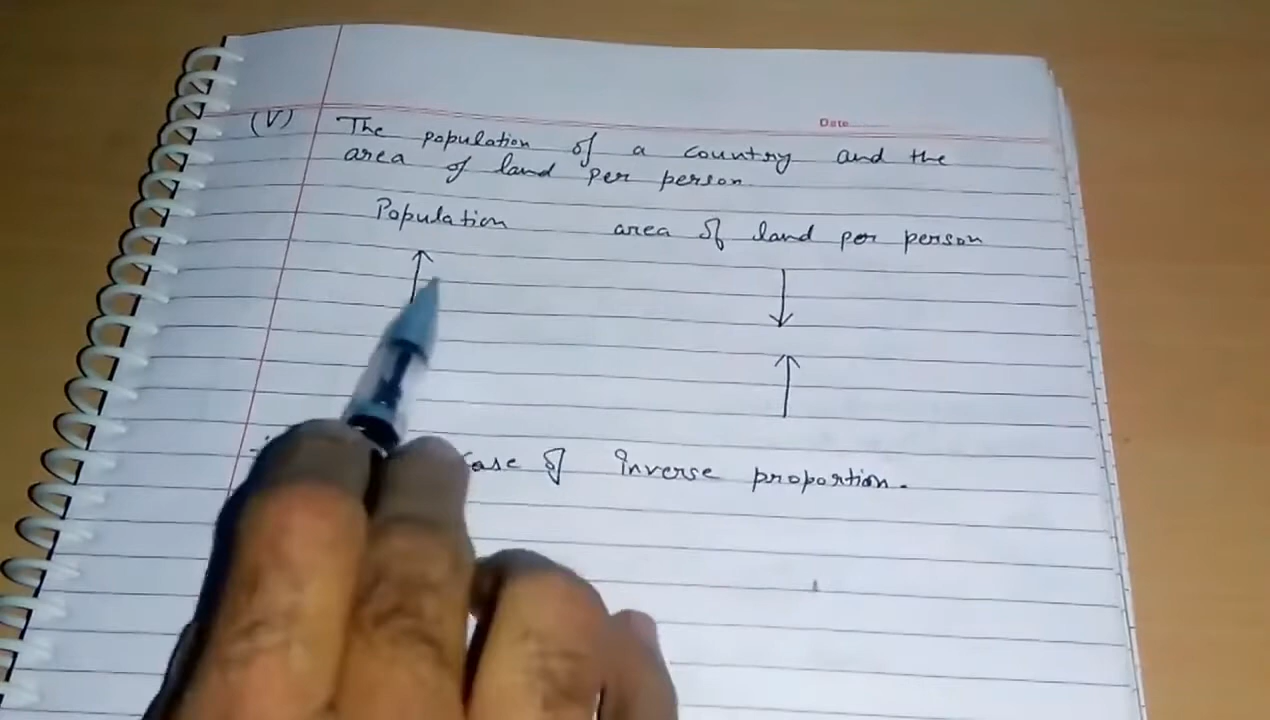 Date
(V) The population of a country and the
area of land per person
Population area of land per person
case of inverse proportion.